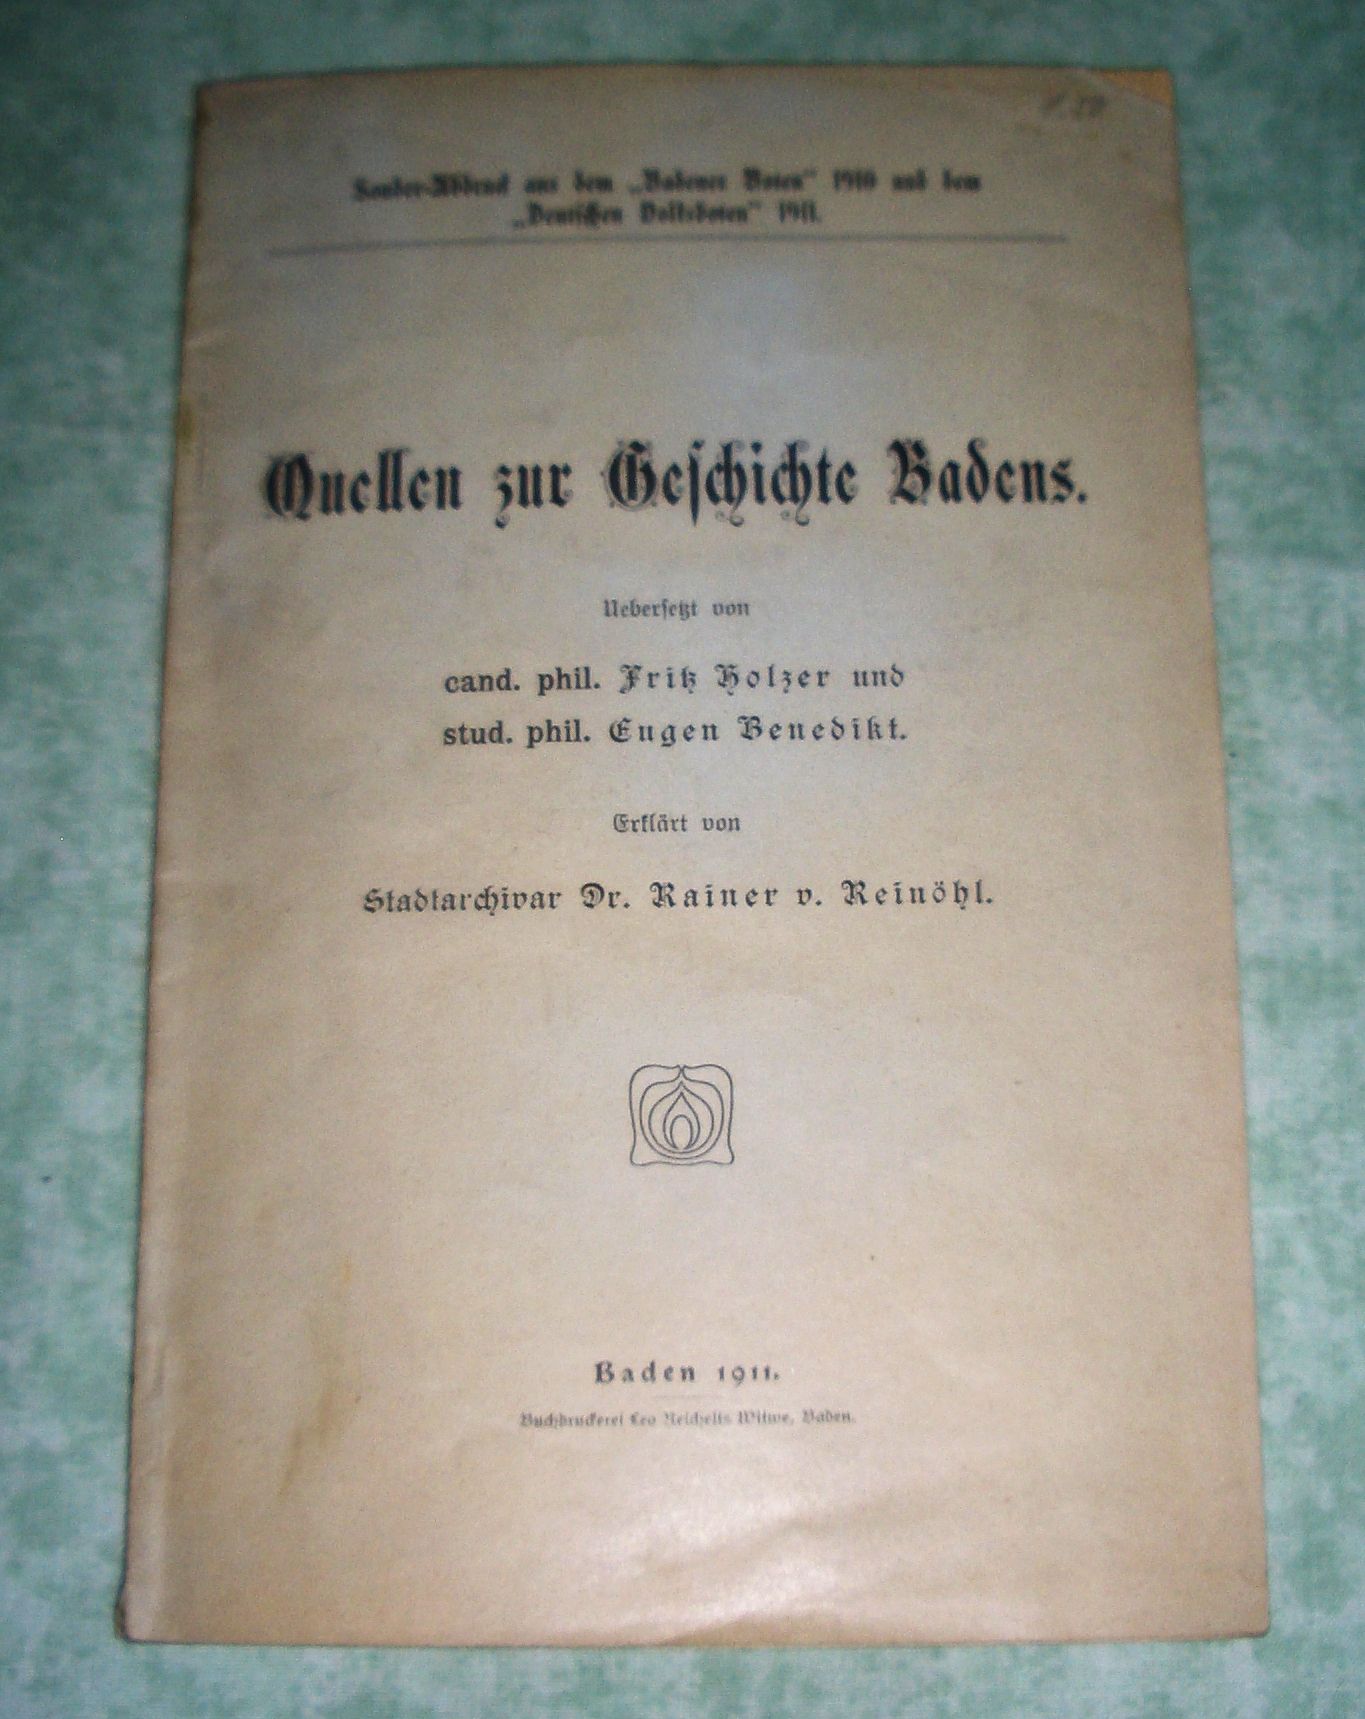 Sonder-Abdruck aus dem „Badener Boten“ 1910 und dem
„Deutschen Volksboten“ 1911.
Quellen zur Geschichte Badens.
Uebersetzt von
cand. phil. Fritz Holzer und
stud. phil. Eugen Benedikt.
Erklärt von
Stadtarchivar Dr. Rainer v. Reinöhl.
Baden 1911.
Buchdruckerei Leo Reichelts Witwe, Baden.